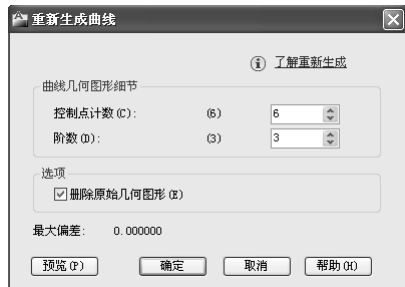 重新生成曲线
了解重新生成
曲线几何图形细节
控制点计数(C): (6) 6
阶数(D): (3) 3
选项
删除原始几何图形(E)
最大偏差: 0.000000
预览(P) 确定 取消 帮助(H)